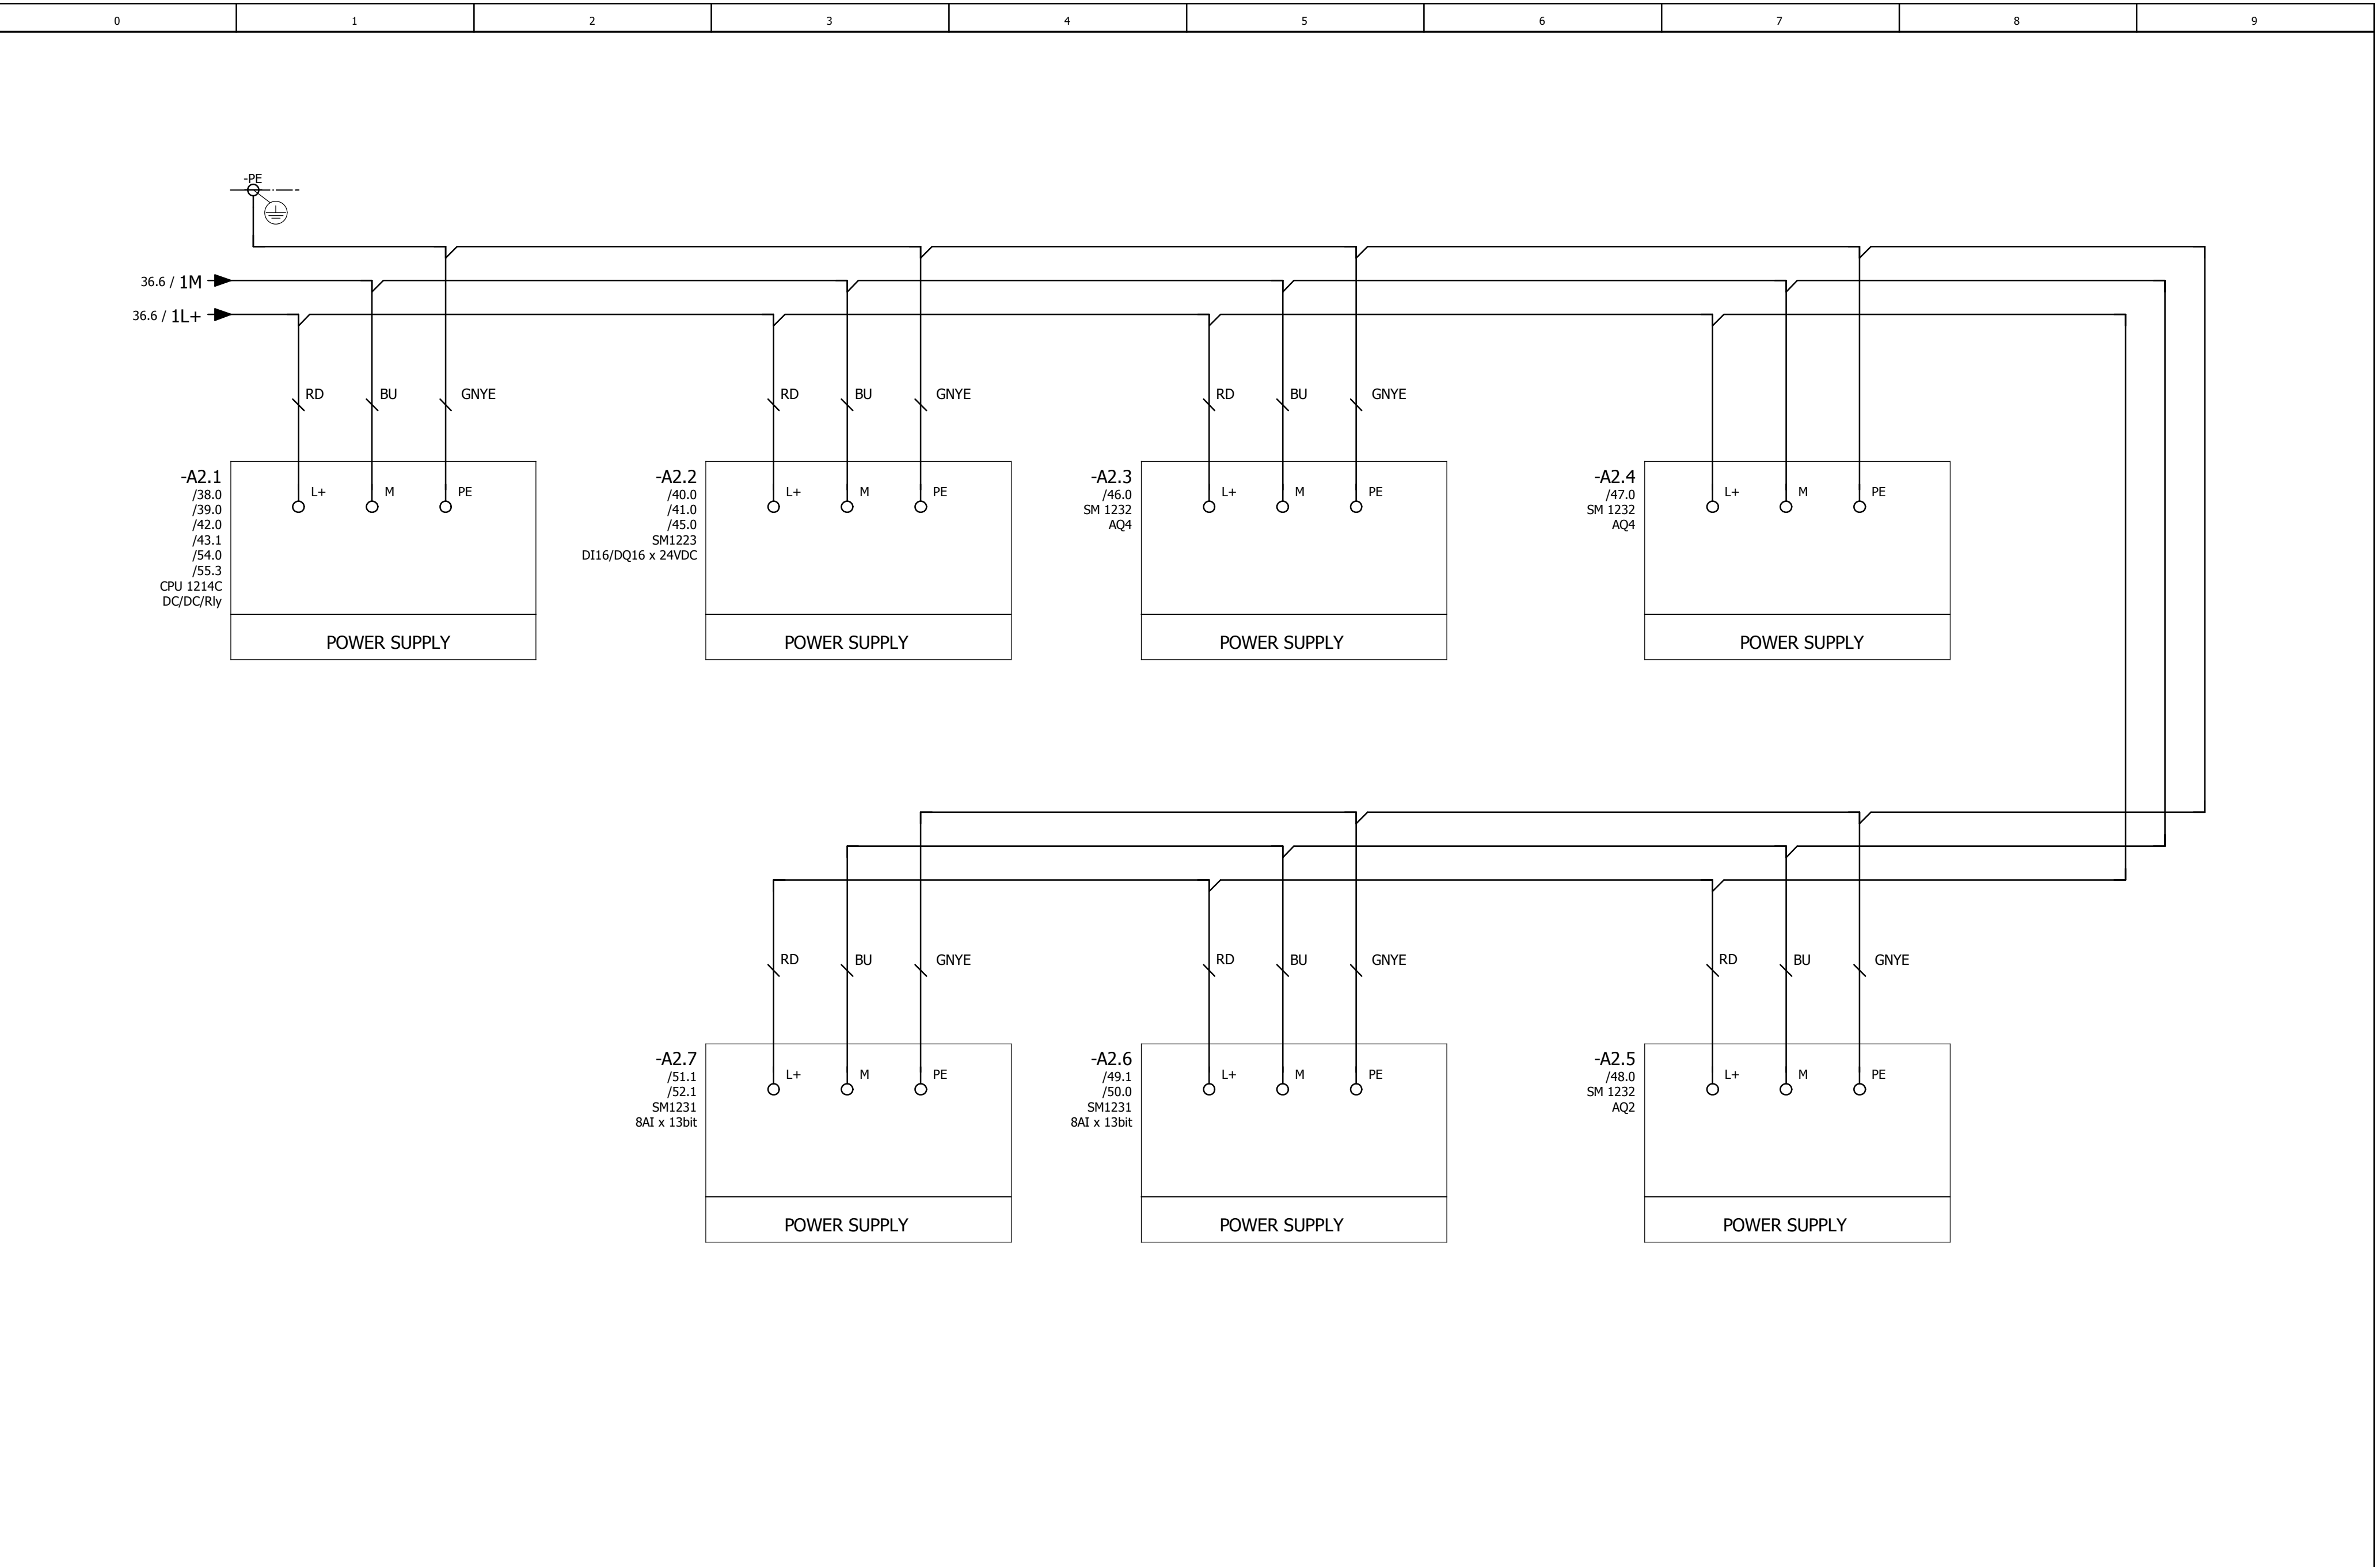 0 1 2 3 4 5 6 7 8 9
-PE
36.6 / 1M
36.6 / 1L+
RD BU GNYE RD BU GNYE RD BU GNYE
-A2.1
/38.0
/39.0
/42.0
/43.1
/54.0
/55.3
CPU 1214C
DC/DC/Rly
L+ M PE
POWER SUPPLY
-A2.2
/40.0
/41.0
/45.0
SM1223
DI16/DQ16 x 24VDC
L+ M PE
POWER SUPPLY
-A2.3
/46.0
SM 1232
AQ4
L+ M PE
POWER SUPPLY
-A2.4
/47.0
SM 1232
AQ4
L+ M PE
POWER SUPPLY
RD BU GNYE RD BU GNYE RD BU GNYE
-A2.7
/51.1
/52.1
SM1231
8AI x 13bit
L+ M PE
POWER SUPPLY
-A2.6
/49.1
/50.0
SM1231
8AI x 13bit
L+ M PE
POWER SUPPLY
-A2.5
/48.0
SM 1232
AQ2
L+ M PE
POWER SUPPLY